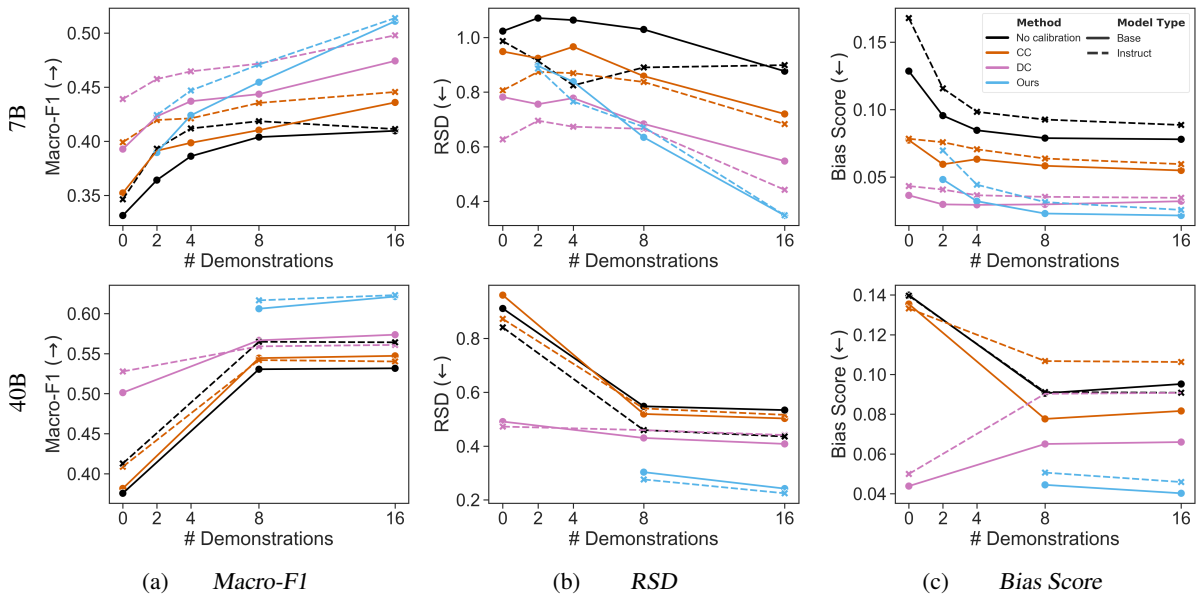 7B
Macro-F1 (→)
0.50
0.45
0.40
0.35
0 2 4 8 16
# Demonstrations
RSD (←)
1.0
0.8
0.6
0.4
0 2 4 8 16
# Demonstrations
Bias Score (←)
0.15
0.10
0.05
0 2 4 8 16
# Demonstrations
Method Model Type
No calibration Base
CC Instruct
DC
Ours
40B
Macro-F1 (→)
0.60
0.55
0.50
0.45
0.40
0 2 4 8 16
# Demonstrations
RSD (←)
0.8
0.6
0.4
0.2
0 2 4 8 16
# Demonstrations
Bias Score (←)
0.14
0.12
0.10
0.08
0.06
0.04
0 2 4 8 16
# Demonstrations
(a) Macro-F1
(b) RSD
(c) Bias Score